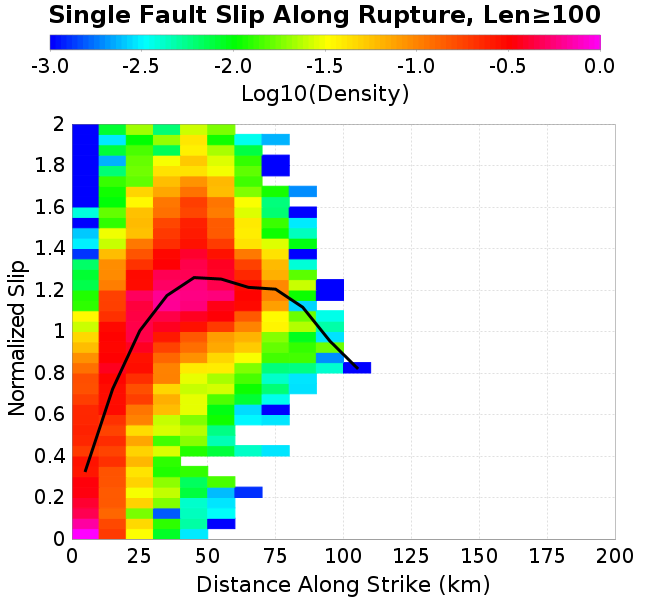 Single Fault Slip Along Rupture, Len≥100
-3.0 -2.5 -2.0 -1.5 -1.0 -0.5 0.0
Log10(Density)
2
1.8
1.6
1.4
1.2
1
0.8
0.6
0.4
0.2
0
Normalized Slip
0 25 50 75 100 125 150 175 200
Distance Along Strike (km)